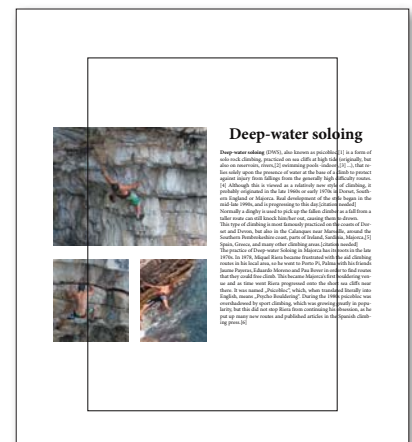 Deep-water soloing
Deep-water soloing (DWS), also known as psicobloc,[1] is a form of
solo rock climbing, practiced on sea cliffs at high tide (originally, but
also on reservoirs, rivers,[2] swimming pools -indoor,[3] ...), that re-
lies solely upon the presence of water at the base of a climb to protect
against injury from fallings from the generally high difficulty routes.
[4] Although this is viewed as a relatively new style of climbing, it
probably originated in the late 1960s or early 1970s in Dorset, South-
ern England or Majorca. Real development of the style began in the
mid-late 1990s, and is progressing to this day.[citation needed]
Normally a dinghy is used to pick up the fallen climber as a fall from a
taller route can still knock him/her out, causing them to drown.
This type of climbing is most famously practiced on the coasts of Dor-
set and Devon, but also in the Calanques near Marseille, around the
Southern Pembrokeshire coast, parts of Ireland, Sardinia, Majorca,[5]
Spain, Greece, and many other climbing areas.[citation needed]
The practice of Deep-water Soloing in Majorca has its roots in the late
1970s. In 1978, Miquel Riera became frustrated with the aid climbing
routes in his local area, so he went to Porto Pi, Palma with his friends
Jaume Payeras, Eduardo Moreno and Pau Bover in order to find routes
that they could free climb. This became Majorca's first bouldering ven-
ue and as time went Riera progressed onto the short sea cliffs near
there. It was named „Psicobloc“; which, when translated literally into
English, means „Psycho Bouldering“. During the 1980s psicobloc was
overshadowed by sport climbing, which was growing greatly in popu-
larity, but this did not stop Riera from continuing his obsession, as he
put up many new routes and published articles in the Spanish climb-
ing press.[6]